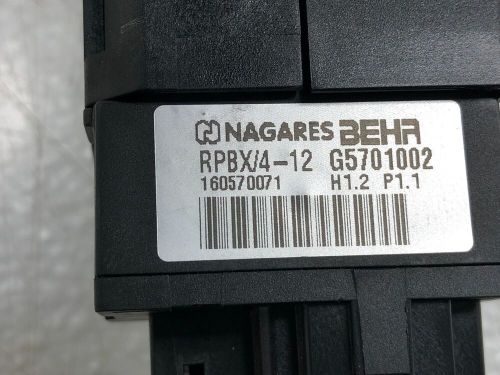 NAGARES BEHR
RPBX/4-12 G5701002
160570071 H1.2 P1.1